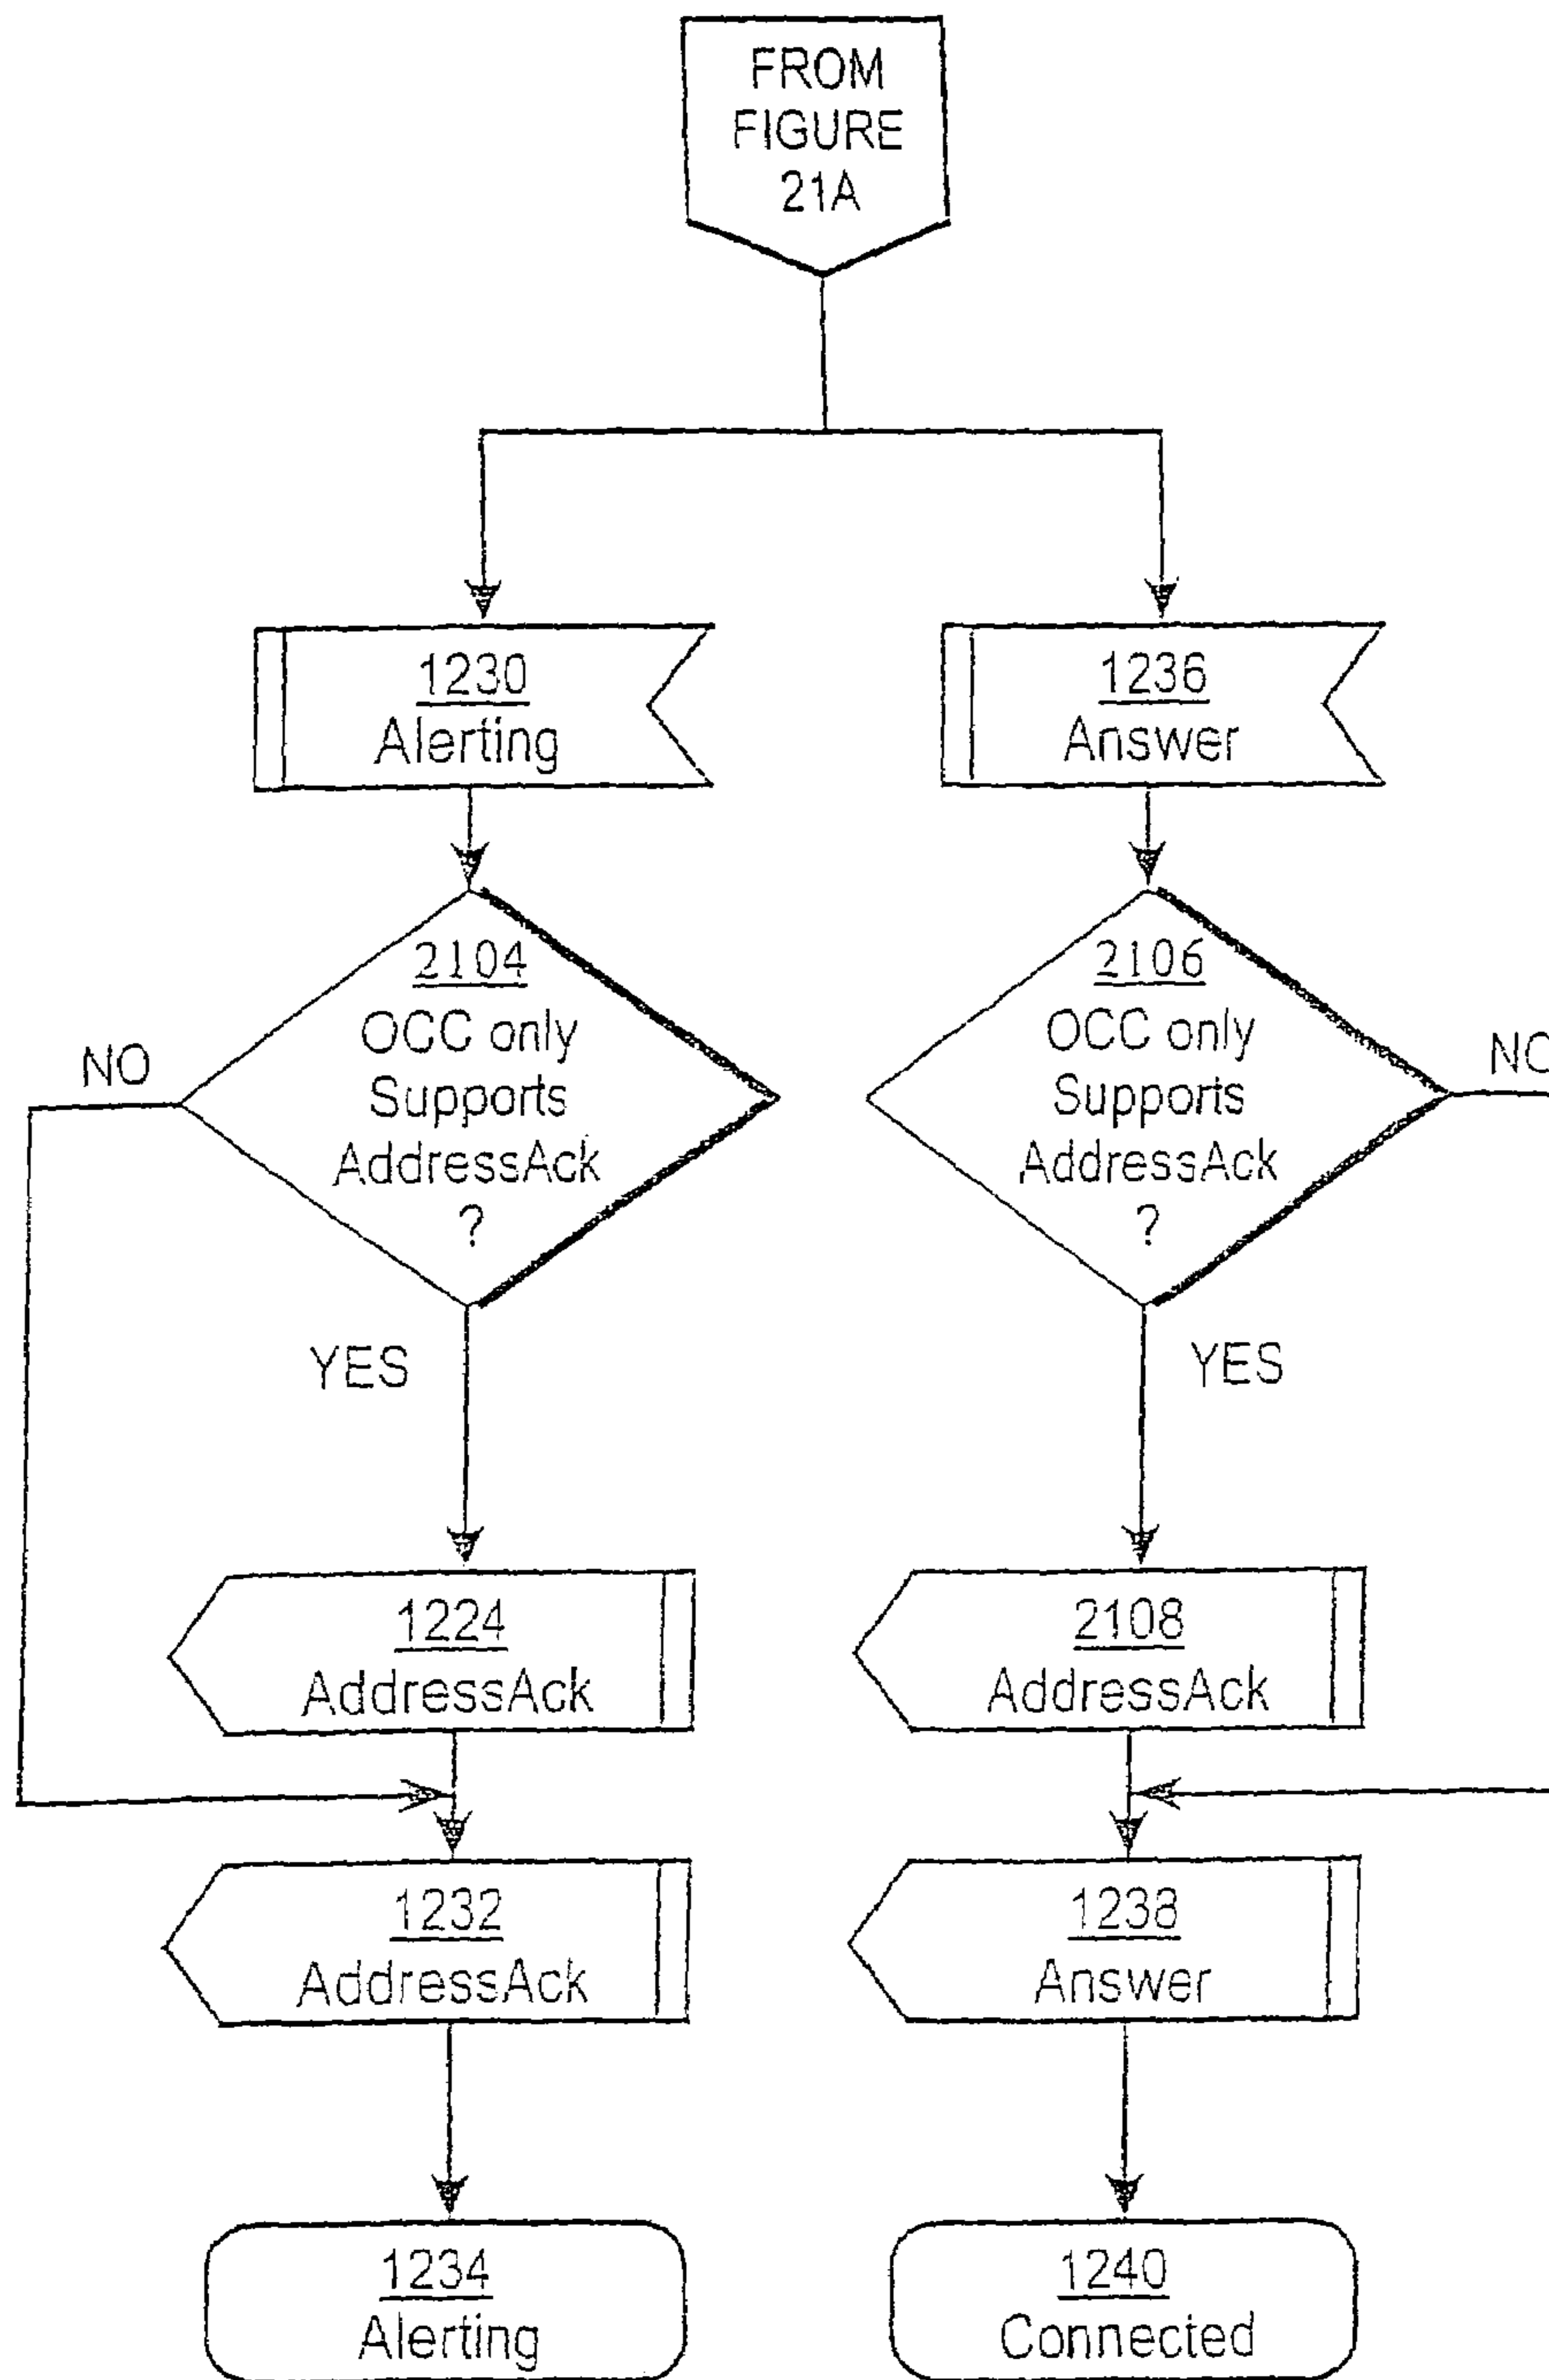 FROM
FIGURE
21A
1230
Alerting
1236
Answer
2104
OCC only
Supports
AddressAck
?
NO
YES
2106
OCC only
Supports
AddressAck
?
NO
YES
1224
AddressAck
2108
AddressAck
1232
AddressAck
1238
Answer
1234
Alerting
1240
Connected